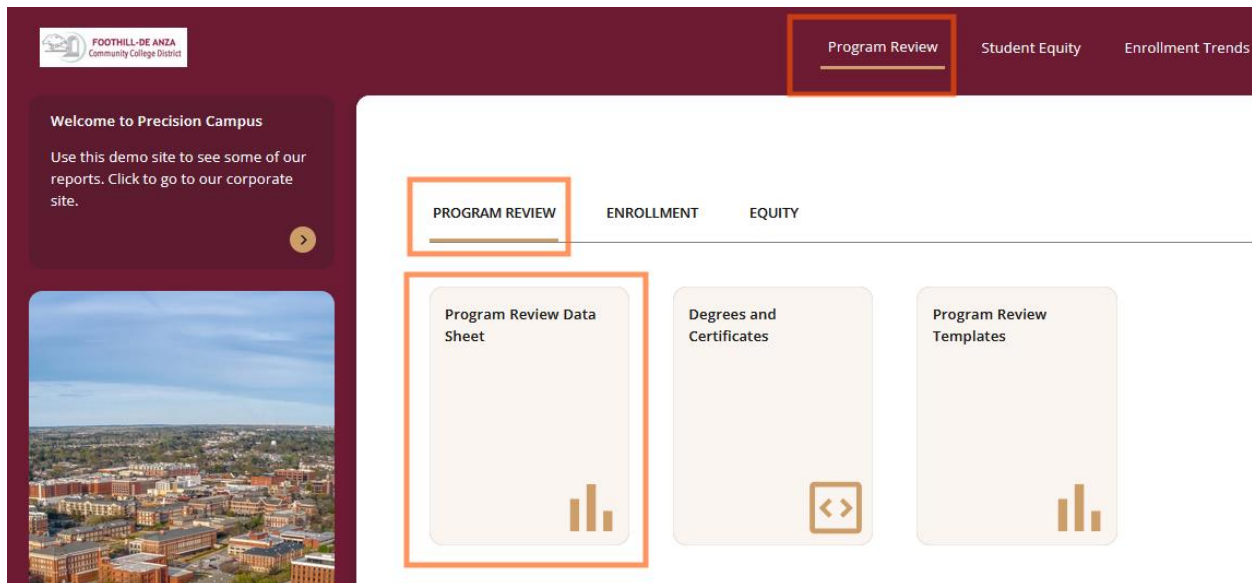 FOOTHILL-DE ANZA
Community College District
Program Review
Student Equity
Enrollment Trends
Welcome to Precision Campus
Use this demo site to see some of our
reports. Click to go to our corporate
site.
PROGRAM REVIEW
ENROLLMENT
EQUITY
Program Review Data
Sheet
Degrees and
Certificates
Program Review
Templates